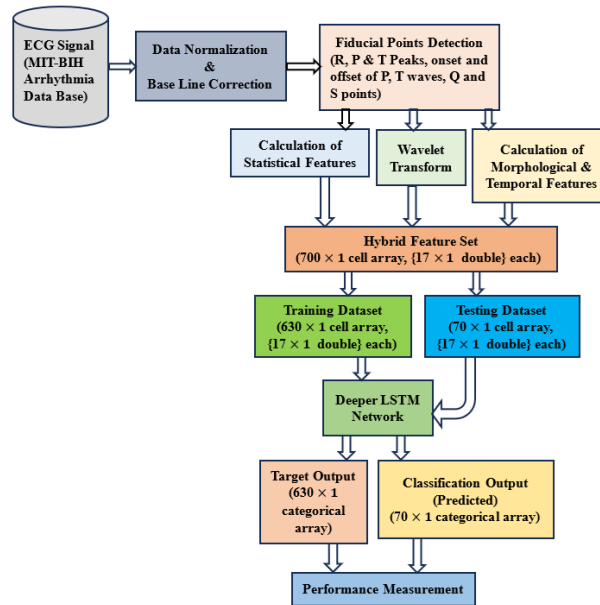 ECG Signal
(MIT-BIH
Arrhythmia
Data Base)
Data Normalization
&
Base Line Correction
Fiducial Points Detection
(R, P & T Peaks, onset and
offset of P, T waves, Q and
S points)
Calculation of
Statistical Features
Wavelet
Transform
Calculation of
Morphological &
Temporal Features
Hybrid Feature Set
(700 × 1 cell array, {17 × 1 double} each)
Training Dataset
(630 × 1 cell array,
{17 × 1 double} each)
Testing Dataset
(70 × 1 cell array,
{17 × 1 double} each)
Deeper LSTM
Network
Target Output
(630 × 1
categorical
array)
Classification Output
(Predicted)
(70 × 1 categorical array)
Performance Measurement